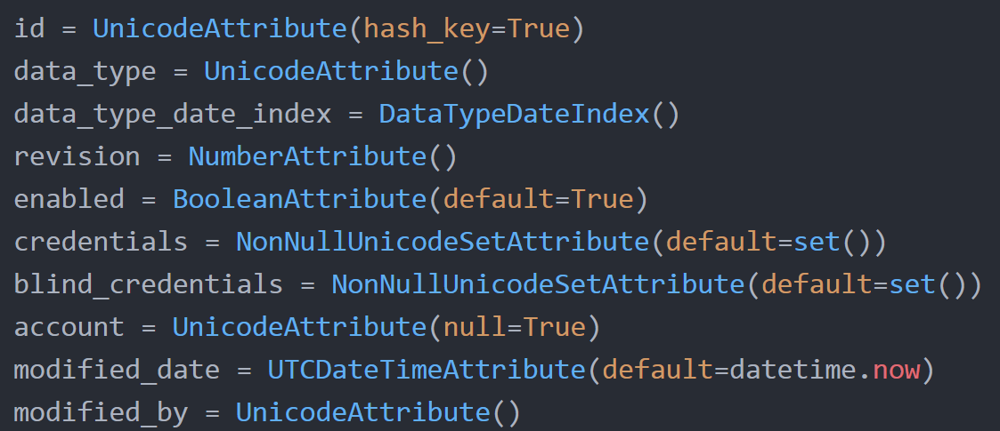 id = UnicodeAttribute(hash_key=True)
data_type = UnicodeAttribute()
data_type_date_index = DataTypeDateIndex()
revision = NumberAttribute()
enabled = BooleanAttribute(default=True)
credentials = NonNullUnicodeSetAttribute(default=set())
blind_credentials = NonNullUnicodeSetAttribute(default=set())
account = UnicodeAttribute(null=True)
modified_date = UTCDateTimeAttribute(default=datetime.now)
modified_by = UnicodeAttribute()